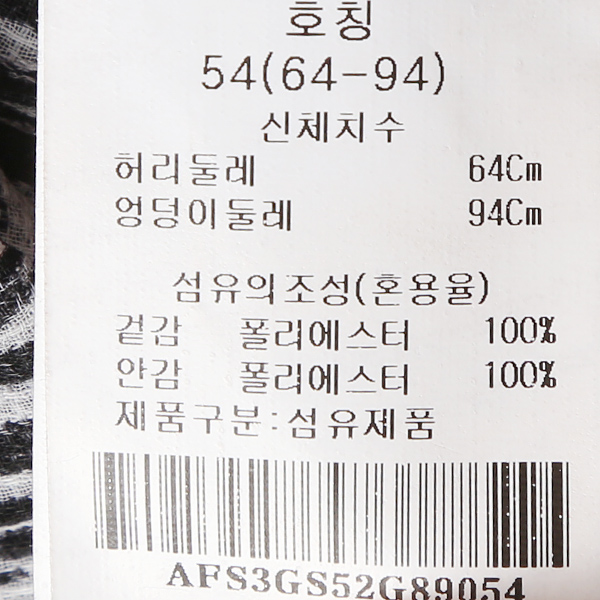 호칭
54(64-94)
신체치수
허리둘레 64Cm
엉덩이둘레 94Cm
섬유의조성(혼용율)
겉감 폴리에스터 100%
안감 폴리에스터 100%
제품구분:섬유제품
AFS3GS52G89054